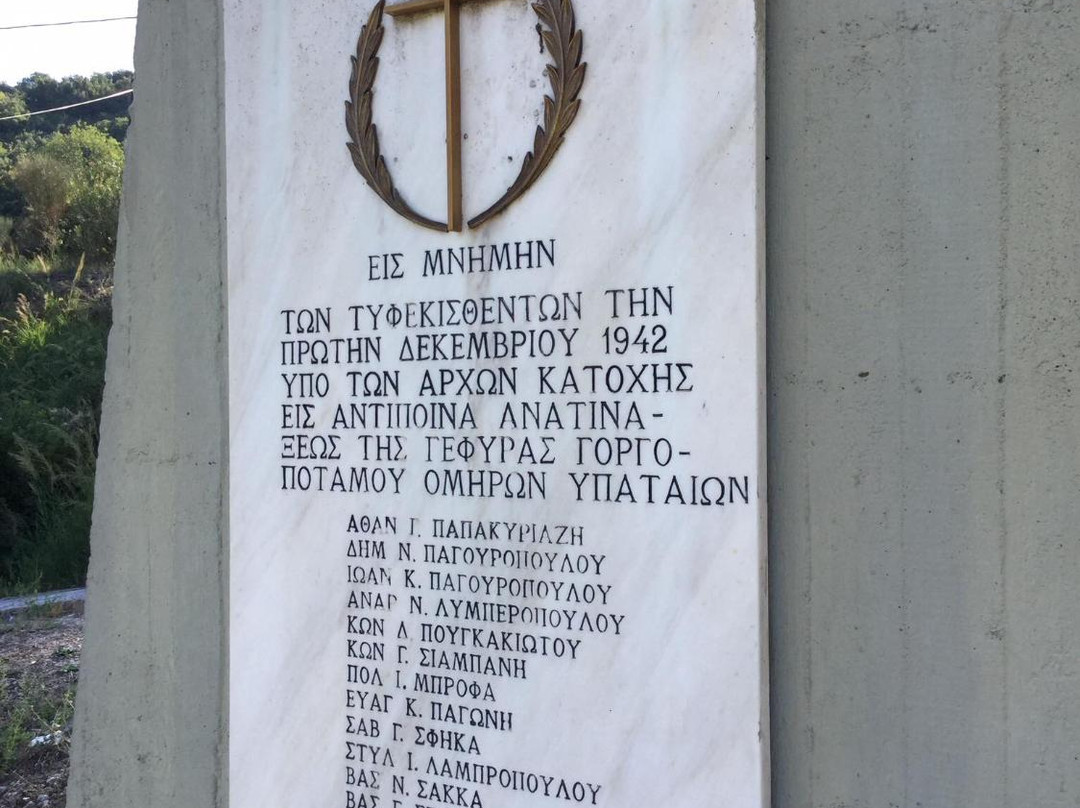 ΕΙΣ ΜΝΗΜΗΝ
ΤΩΝ ΤΥΦΕΚΙΣΘΕΝΤΩΝ ΤΗΝ
ΠΡΩΤΗΝ ΔΕΚΕΜΒΡΙΟΥ 1942
ΥΠΟ ΤΩΝ ΑΡΧΩΝ ΚΑΤΟΧΗΣ
ΕΙΣ ΑΝΤΙΠΟΙΝΑ ΑΝΑΤΙΝΑ-
ΞΕΩΣ ΤΗΣ ΓΕΦΥΡΑΣ ΓΟΡΓΟ-
ΠΟΤΑΜΟΥ ΟΜΗΡΩΝ ΥΠΑΤΑΙΩΝ
ΑΘΑΝ Γ. ΠΑΠΑΚΥΡΙΑΖΗ
ΔΗΜ Ν. ΠΑΓΟΥΡΟΠΟΥΛΟΥ
ΙΩΑΝ Κ. ΠΑΓΟΥΡΟΠΟΥΛΟΥ
ΑΝΔΡ Ν. ΛΥΜΠΕΡΟΠΟΥΛΟΥ
ΚΩΝ Δ. ΠΟΥΓΚΑΚΙΩΤΟΥ
ΚΩΝ Γ. ΣΙΑΜΠΑΝΗ
ΠΟΛ Ι. ΜΠΡΟΦΑ
ΕΥΑΓ Κ. ΠΑΓΩΝΗ
ΣΑΒ Γ. ΣΦΗΚΑ
ΣΤΥΛ Ι. ΛΑΜΠΡΟΠΟΥΛΟΥ
ΒΑΣ Ν. ΣΑΚΚΑ
ΒΑΣ Γ.